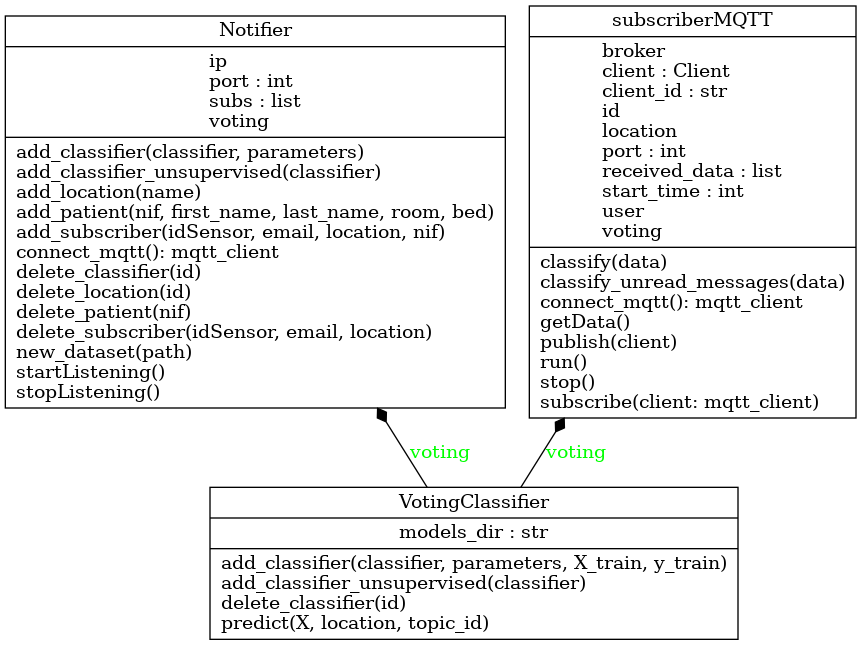 Notifier
ip
port : int
subs : list
voting
add_classifier(classifier, parameters)
add_classifier_unsupervised(classifier)
add_location(name)
add_patient(nif, first_name, last_name, room, bed)
add_subscriber(idSensor, email, location, nif)
connect_mqtt(): mqtt_client
delete_classifier(id)
delete_location(id)
delete_patient(nif)
delete_subscriber(idSensor, email, location)
new_dataset(path)
startListening()
stopListening()
subscriberMQTT
broker
client : Client
client_id : str
id
location
port : int
received_data : list
start_time : int
user
voting
classify(data)
classify_unread_messages(data)
connect_mqtt(): mqtt_client
getData()
publish(client)
run()
stop()
subscribe(client: mqtt_client)
voting
voting
VotingClassifier
models_dir : str
add_classifier(classifier, parameters, X_train, y_train)
add_classifier_unsupervised(classifier)
delete_classifier(id)
predict(X, location, topic_id)